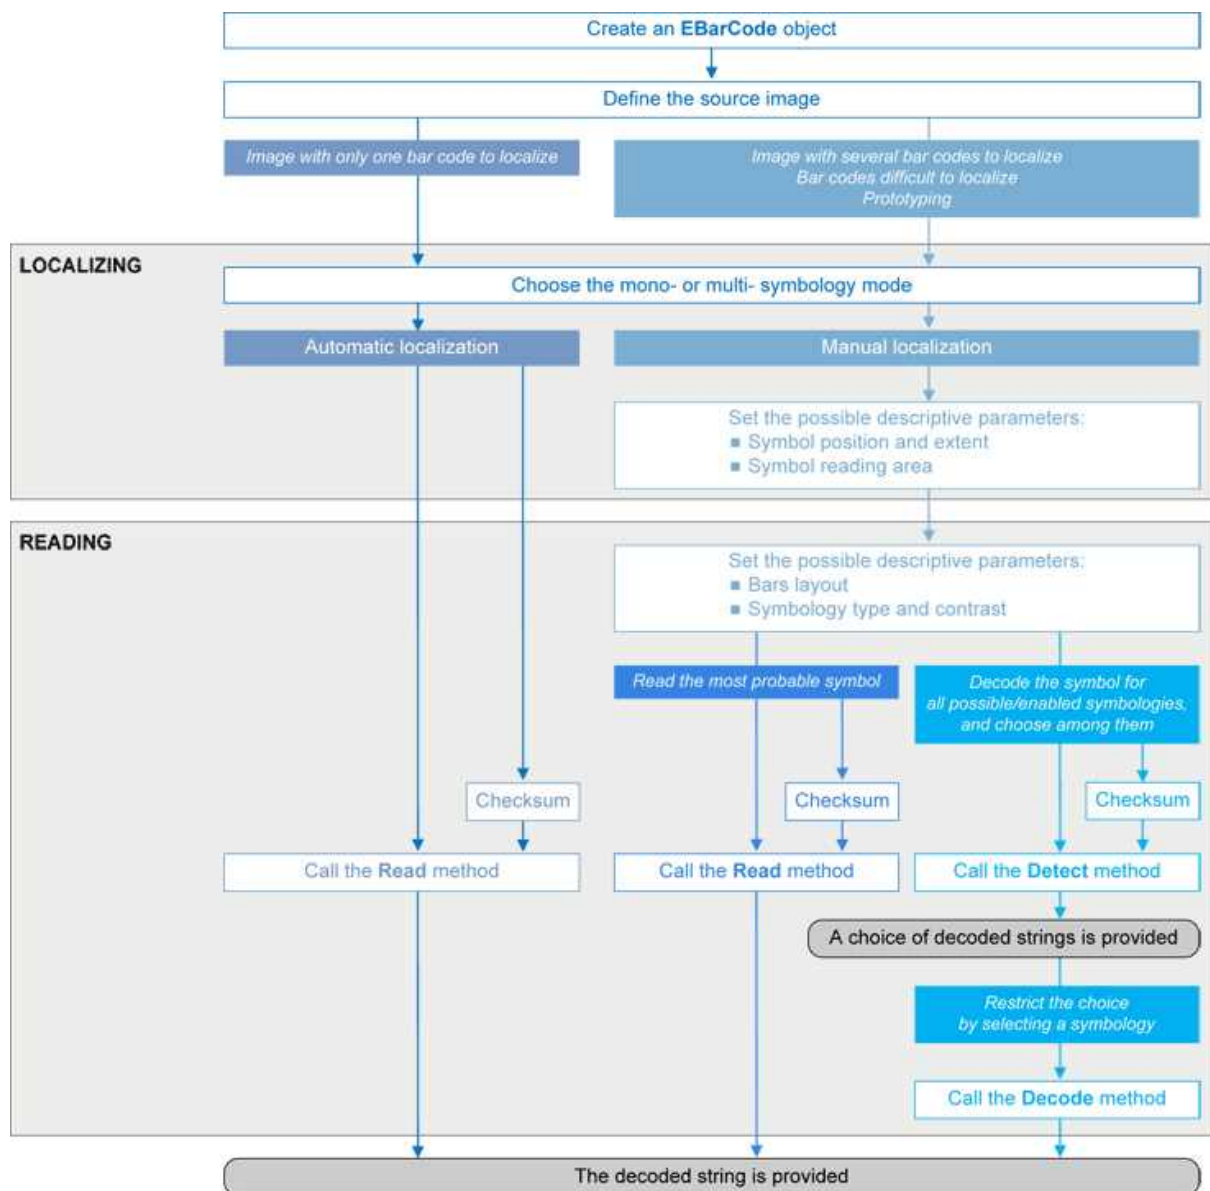 Create an EBarCode object
Define the source image
Image with only one bar code to localize
Image with several bar codes to localize
Bar codes difficult to localize
Prototyping
LOCALIZING
Choose the mono- or multi- symbology mode
Automatic localization
Manual localization
Set the possible descriptive parameters:
■ Symbol position and extent
■ Symbol reading area
READING
Set the possible descriptive parameters:
■ Bars layout
■ Symbology type and contrast
Read the most probable symbol
Decode the symbol for
all possible/enabled symbologies,
and choose among them
Checksum
Checksum
Checksum
Call the Read method
Call the Read method
Call the Detect method
A choice of decoded strings is provided
Restrict the choice
by selecting a symbology
Call the Decode method
The decoded string is provided